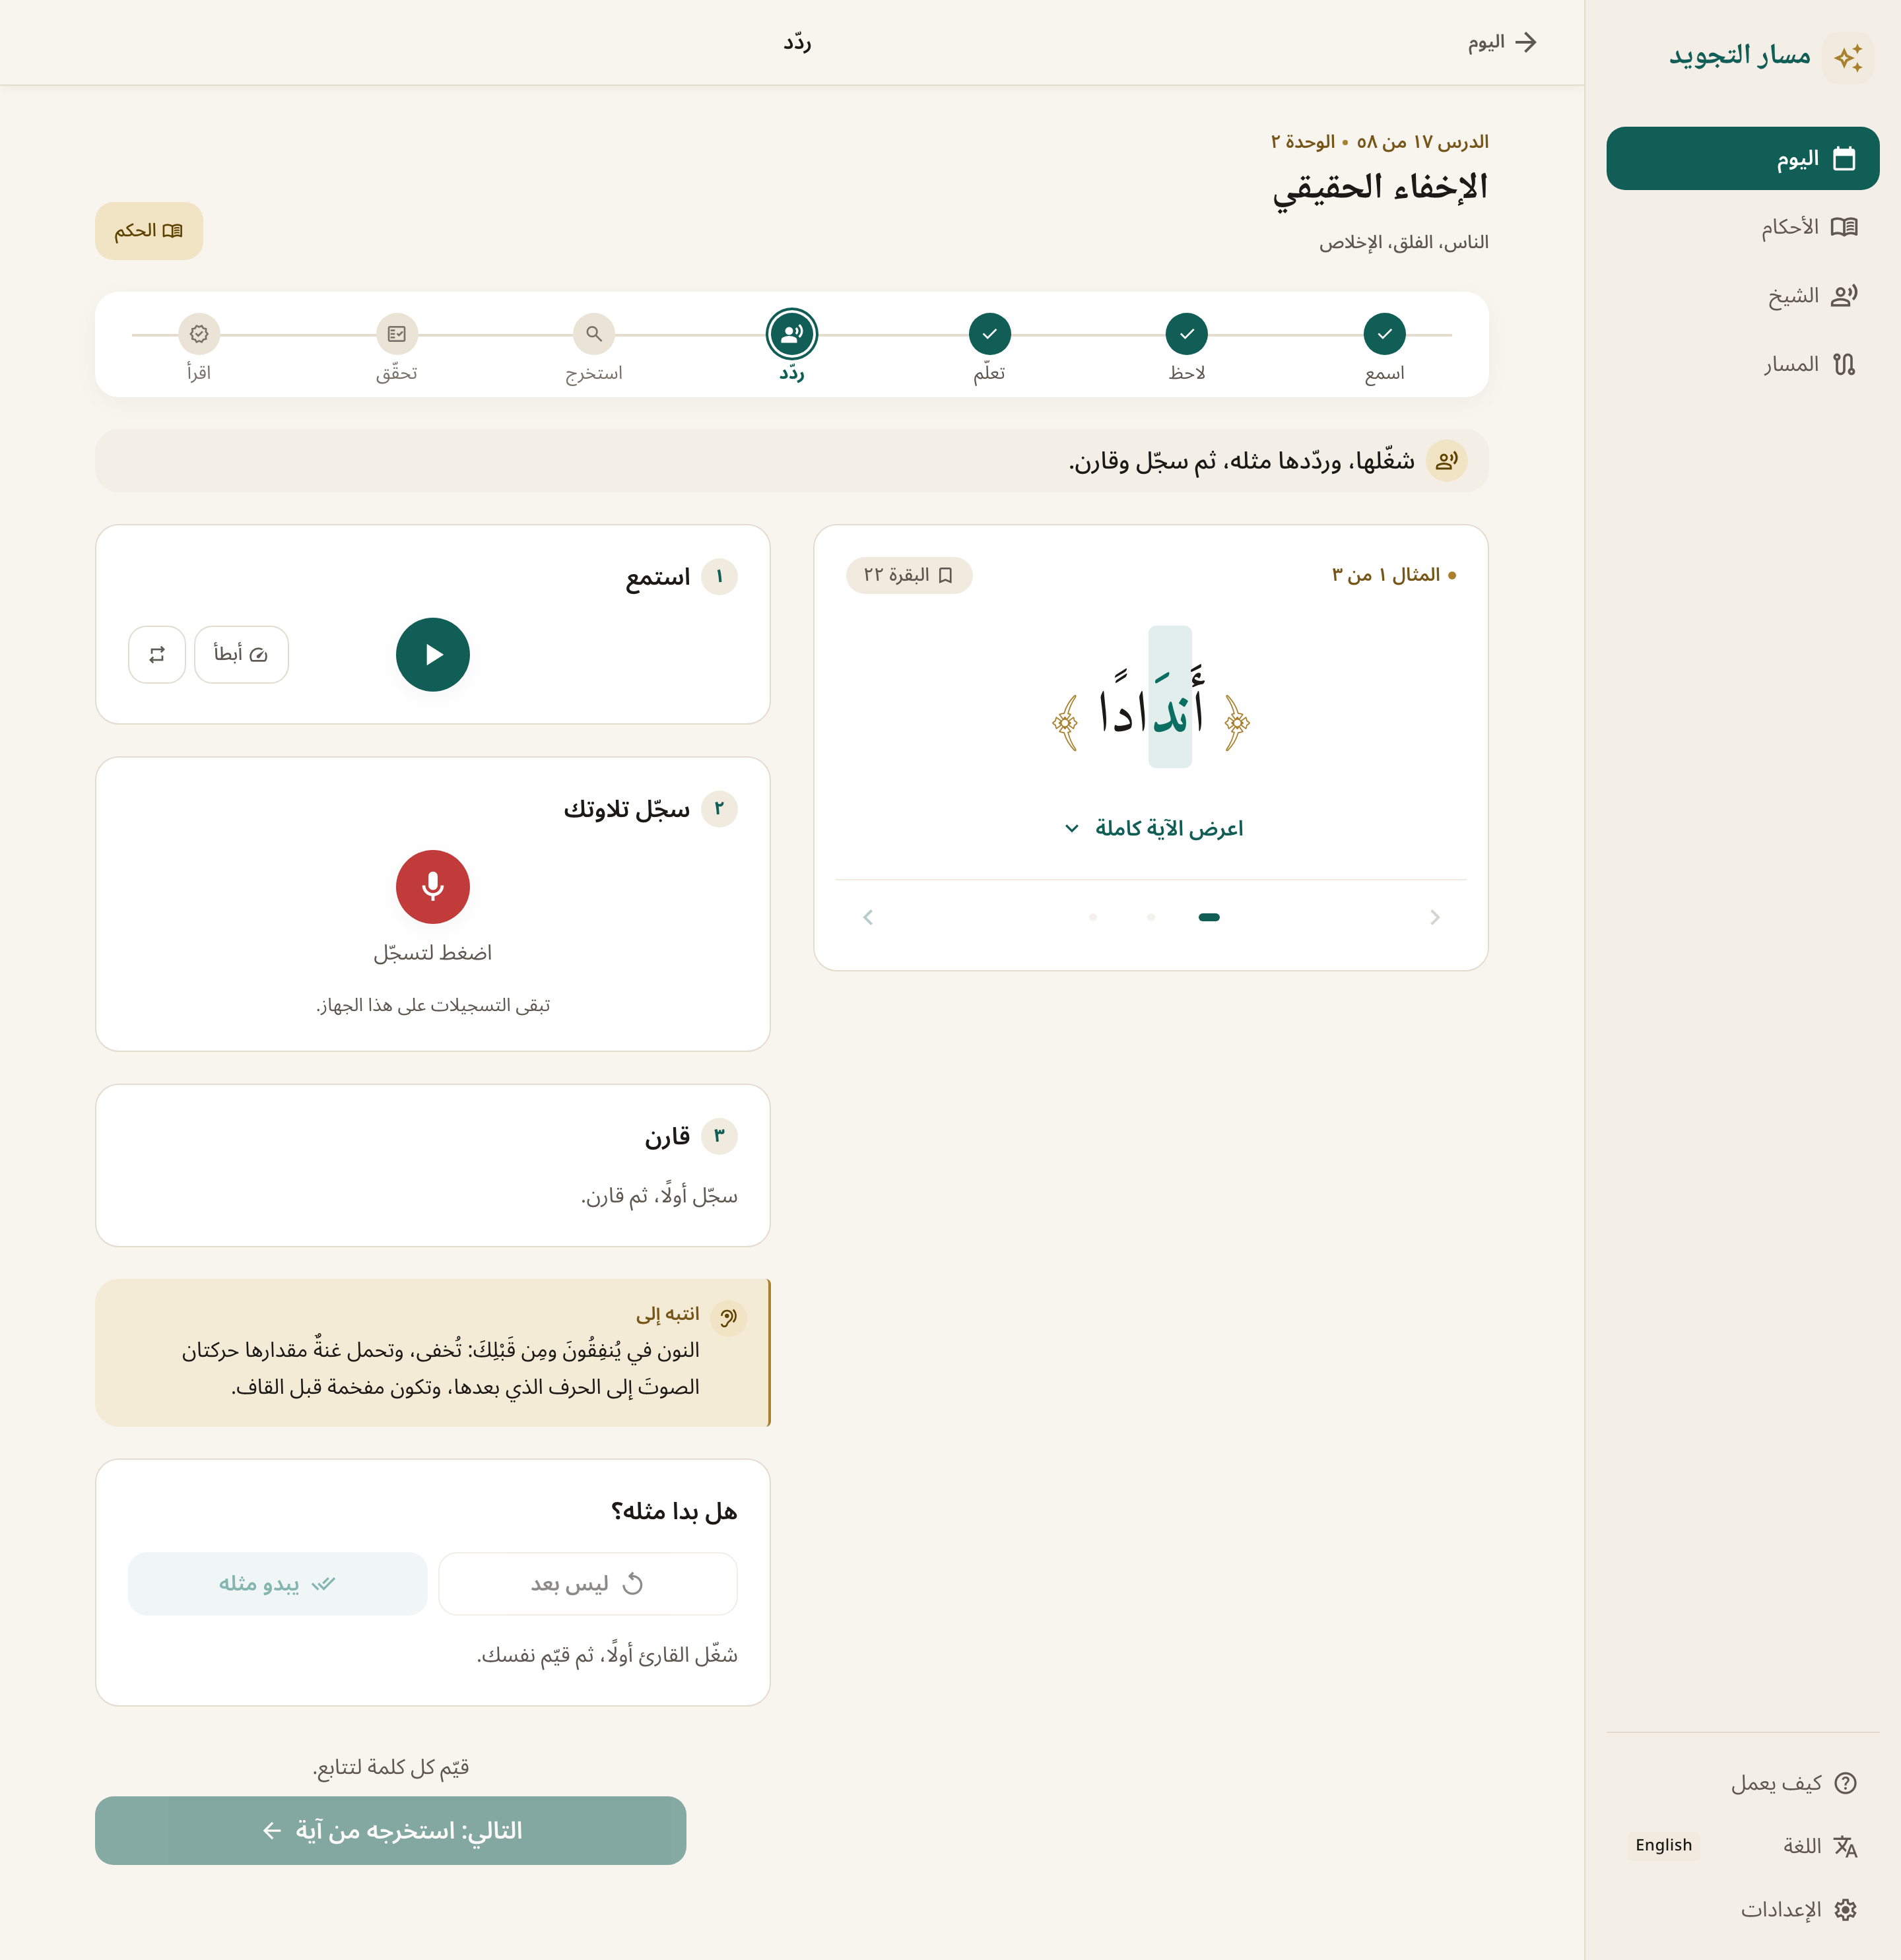 مسار التجويد
اليوم
الأحكام
الشيخ
المسار
كيف يعمل
اللغة English
الإعدادات
اليوم
ردّد
الدرس ١٧ من ٥٨ • الوحدة ٢
الإخفاء الحقيقي
الناس، الفلق، الإخلاص
الحكم
اسمع
لاحظ
تعلّم
ردّد
استخرج
تحقّق
اقرأ
شغّلها، وردّدها مثله، ثم سجّل وقارن.
المثال ١ من ٣
البقرة ٢٢
﴿ أَندَادًا ﴾
اعرض الآية كاملة
١ استمع
أبطأ
٢ سجّل تلاوتك
اضغط لتسجّل
تبقى التسجيلات على هذا الجهاز.
٣ قارن
سجّل أولًا، ثم قارن.
انتبه إلى
النون في يُنفِقُونَ ومِن قَبْلِكَ: تُخفى، وتحمل غنةٌ مقدارها حركتان
الصوتَ إلى الحرف الذي بعدها، وتكون مفخمة قبل القاف.
هل بدا مثله؟
ليس بعد
يبدو مثله
شغّل القارئ أولًا، ثم قيّم نفسك.
قيّم كل كلمة لتتابع.
التالي: استخرجه من آية